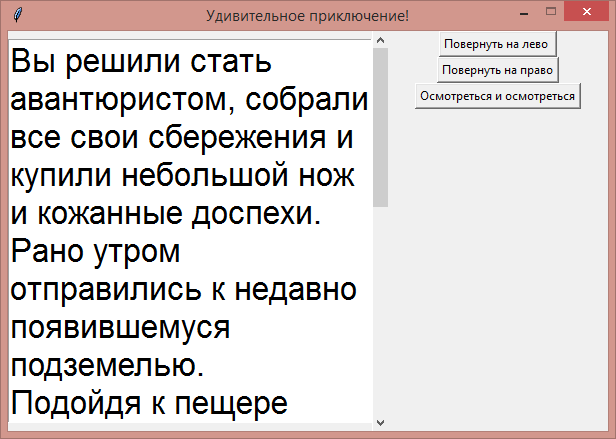 Удивительное приключение!
Вы решили стать
авантюристом, собрали
все свои сбережения и
купили небольшой нож
и кожанные доспехи.
Рано утром
отправились к недавно
появившемуся
подземелью.
Подойдя к пещере
Повернуть на лево
Повернуть на право
Осмотреться и осмотреться